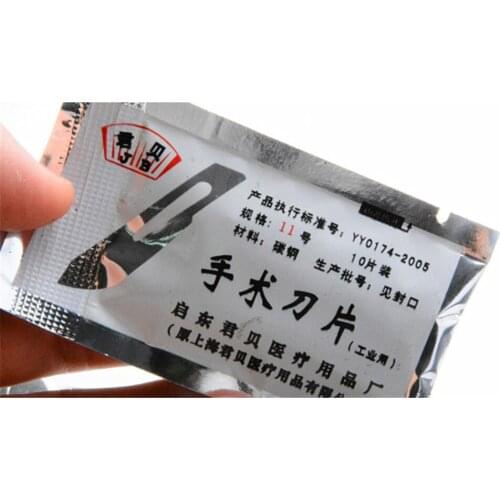 君贝
JB
产品执行标准号: YY0174-2005
规格: 11号 10片装
材料: 碳钢 生产批号: 见封口
手术刀片(工业用)
启东君贝医疗用品厂
(原上海君贝医疗用品有限